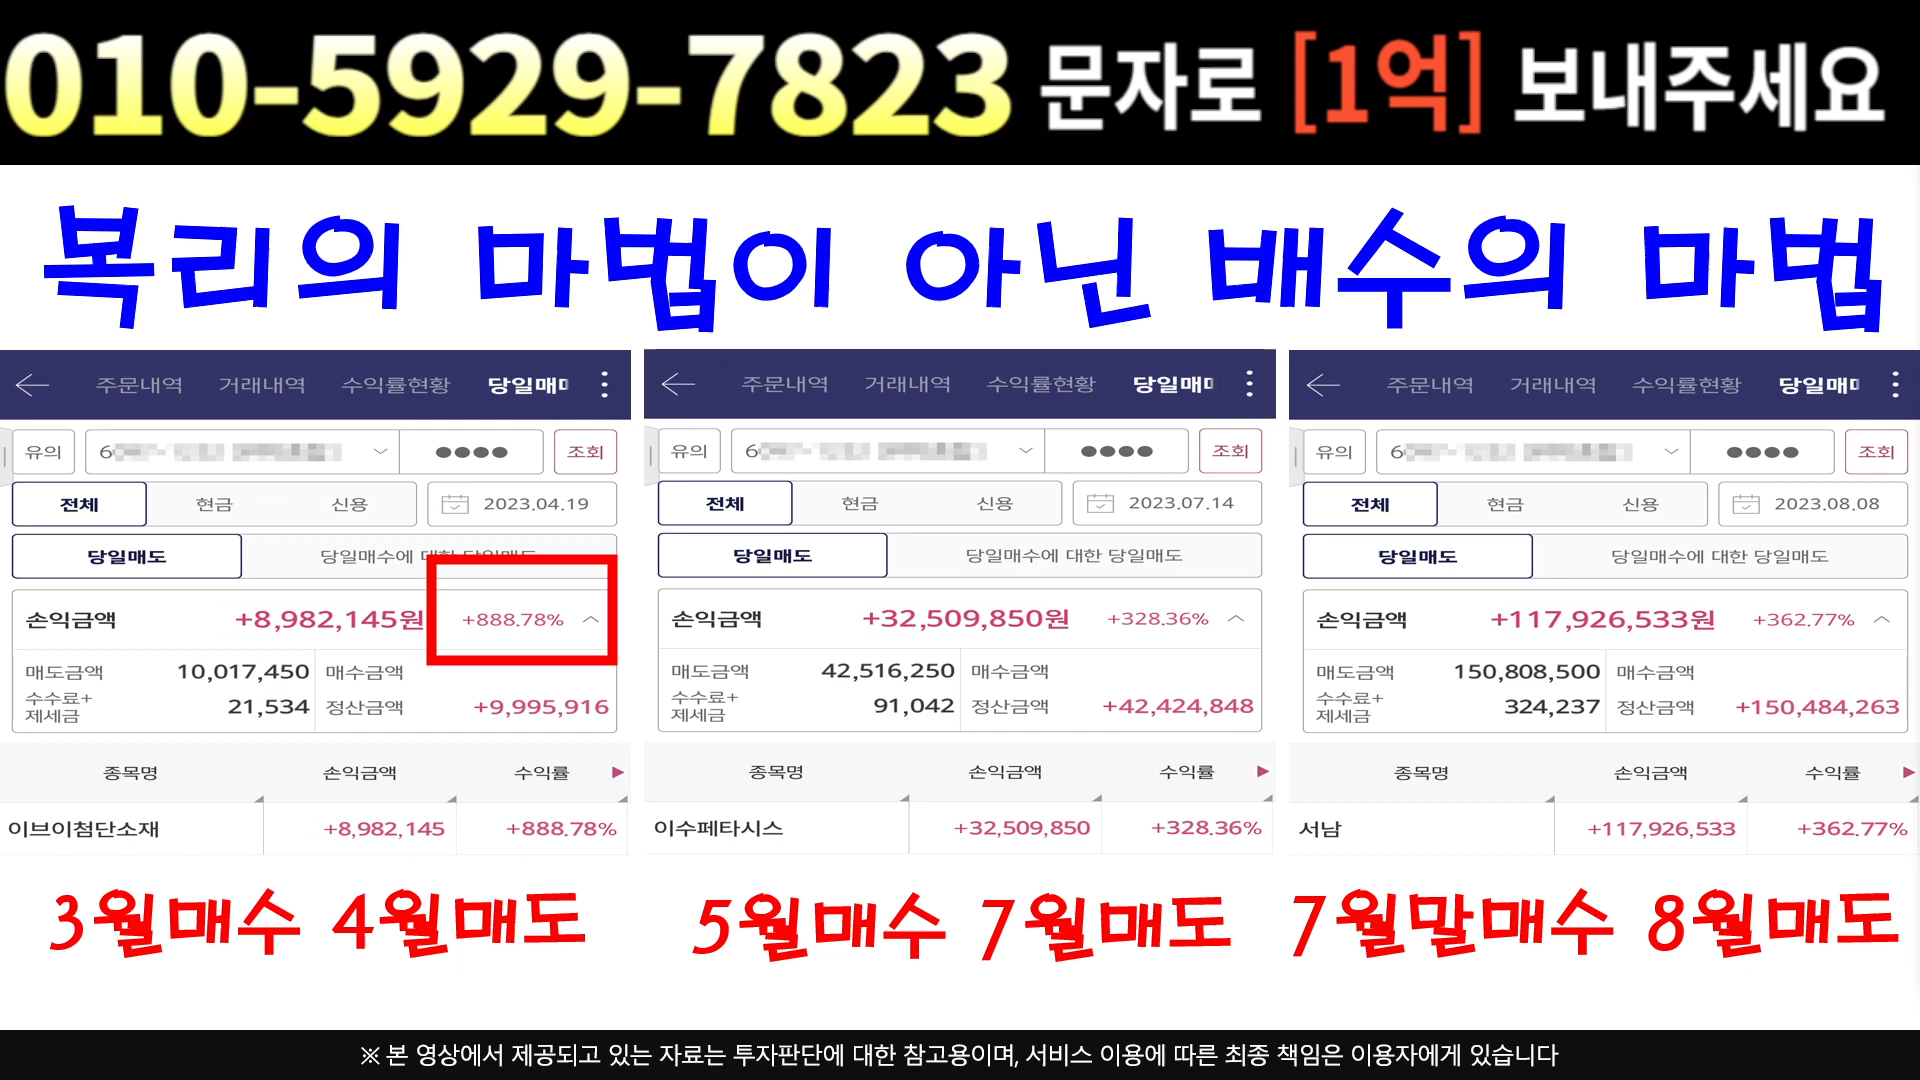 010-5929-7823 문자로 [1억] 보내주세요
복리의 마법이 아닌 배수의 마법
주문내역 거래내역 수익률현황 당일매
유의 6 ●●●● 조회
전체 현금 신용 2023.04.19
당일매도 당일매수에 대한 당일매도
손익금액 +8,982,145원 +888.78%
매도금액 10,017,450 매수금액
수수료+
제세금 21,534 정산금액 +9,995,916
종목명 손익금액 수익률
이브이첨단소재 +8,982,145 +888.78%
3월매수 4월매도
주문내역 거래내역 수익률현황 당일매
유의 6 ●●●● 조회
전체 현금 신용 2023.07.14
당일매도 당일매수에 대한 당일매도
손익금액 +32,509,850원 +328.36%
매도금액 42,516,250 매수금액
수수료+
제세금 91,042 정산금액 +42,424,848
종목명 손익금액 수익률
이수페타시스 +32,509,850 +328.36%
5월매수 7월매도
주문내역 거래내역 수익률현황 당일매
유의 6 ●●●● 조회
전체 현금 신용 2023.08.08
당일매도 당일매수에 대한 당일매도
손익금액 +117,926,533원 +362.77%
매도금액 150,808,500 매수금액
수수료+
제세금 324,237 정산금액 +150,484,263
종목명 손익금액 수익률
서남 +117,926,533 +362.77%
7월말매수 8월매도
※ 본 영상에서 제공되고 있는 자료는 투자판단에 대한 참고용이며, 서비스 이용에 따른 최종 책임은 이용자에게 있습니다